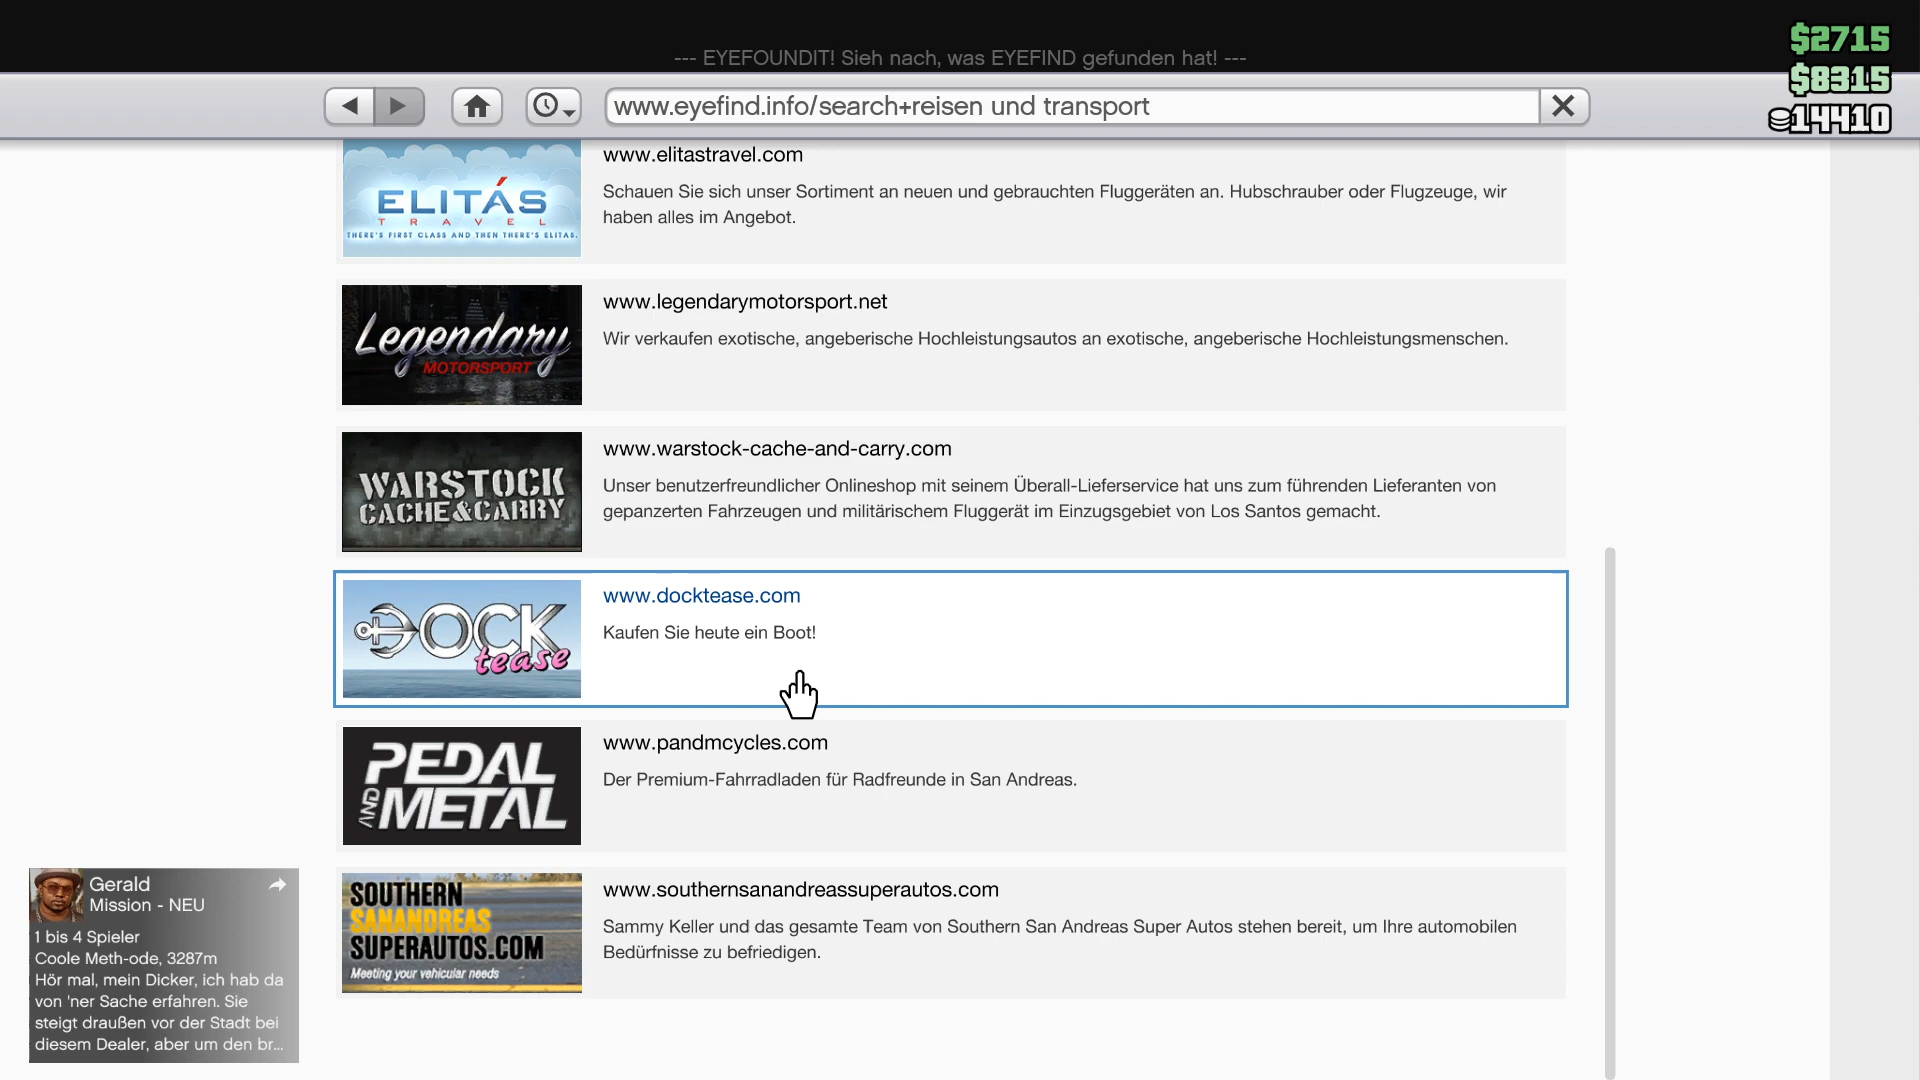 --- EYEFOUNDIT! Sieh nach, was EYEFIND gefunden hat! ---
$2715
$8315
14410
www.eyefind.info/search+reisen und transport
ELITÁS
TRAVEL
THERE'S FIRST CLASS AND THEN THERE'S ELITAS.
www.elitastravel.com
Schauen Sie sich unser Sortiment an neuen und gebrauchten Fluggeräten an. Hubschrauber oder Flugzeuge, wir
haben alles im Angebot.
Legendary
MOTORSPORT
www.legendarymotorsport.net
Wir verkaufen exotische, angeberische Hochleistungsautos an exotische, angeberische Hochleistungsmenschen.
WARSTOCK
CACHE&CARRY
www.warstock-cache-and-carry.com
Unser benutzerfreundlicher Onlineshop mit seinem Überall-Lieferservice hat uns zum führenden Lieferanten von
gepanzerten Fahrzeugen und militärischem Fluggerät im Einzugsgebiet von Los Santos gemacht.
DOCK
tease
www.docktease.com
Kaufen Sie heute ein Boot!
PEDAL
AND METAL
www.pandmcycles.com
Der Premium-Fahrradladen für Radfreunde in San Andreas.
SOUTHERN
SANANDREAS
SUPERAUTOS.COM
Meeting your vehicular needs
www.southernsanandreassuperautos.com
Sammy Keller und das gesamte Team von Southern San Andreas Super Autos stehen bereit, um Ihre automobilen
Bedürfnisse zu befriedigen.
Gerald
Mission - NEU
1 bis 4 Spieler
Coole Meth-ode, 3287m
Hör mal, mein Dicker, ich hab da
von 'ner Sache erfahren. Sie
steigt draußen vor der Stadt bei
diesem Dealer, aber um den br...